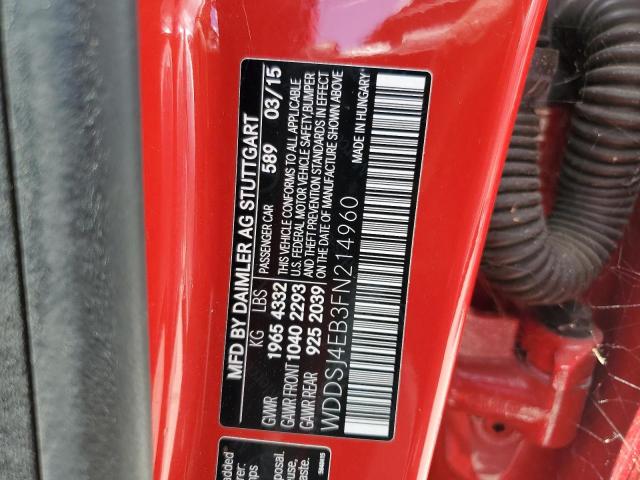 MFD BY DAIMLER AG STUTTGART
KG LBS PASSENGER CAR 589 03/15
GWR 1965 4332
GAWR FRONT 1040 2293
GAWR REAR 925 2039
THIS VEHICLE CONFORMS TO ALL APPLICABLE
U.S. FEDERAL MOTOR VEHICLE SAFETY, BUMPER
AND THEFT PREVENTION STANDARDS IN EFFECT
ON THE DATE OF MANUFACTURE SHOWN ABOVE
WDDSJ4EB3FN214960
MADE IN HUNGARY
added